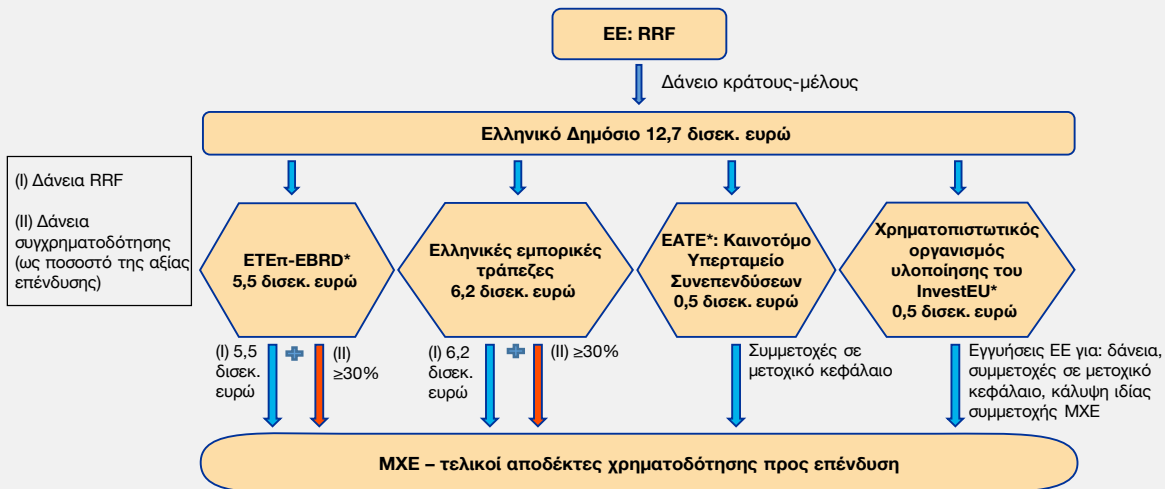 ΕΕ: RRF
Δάνειο κράτους-μέλους
Ελληνικό Δημόσιο 12,7 δισεκ. ευρώ
(I) Δάνεια RRF
(II) Δάνεια
συγχρηματοδότησης
(ως ποσοστό της αξίας
επένδυσης)
ΕΤΕπ-EBRD*
5,5 δισεκ. ευρώ
Ελληνικές εμπορικές
τράπεζες
6,2 δισεκ. ευρώ
ΕΑΤΕ*: Καινοτόμο
Υπερταμείο
Συνεπενδύσεων
0,5 δισεκ. ευρώ
Χρηματοπιστωτικός
οργανισμός
υλοποίησης του
InvestEU*
0,5 δισεκ. ευρώ
(I) 5,5
δισεκ.
ευρώ
(II)
≥30%
(I) 6,2
δισεκ.
ευρώ
(II) ≥30%
Συμμετοχές σε
μετοχικό κεφάλαιο
Εγγυήσεις ΕΕ για: δάνεια,
συμμετοχές σε μετοχικό
κεφάλαιο, κάλυψη ιδίας
συμμετοχής ΜΧΕ
ΜΧΕ – τελικοί αποδέκτες χρηματοδότησης προς επένδυση